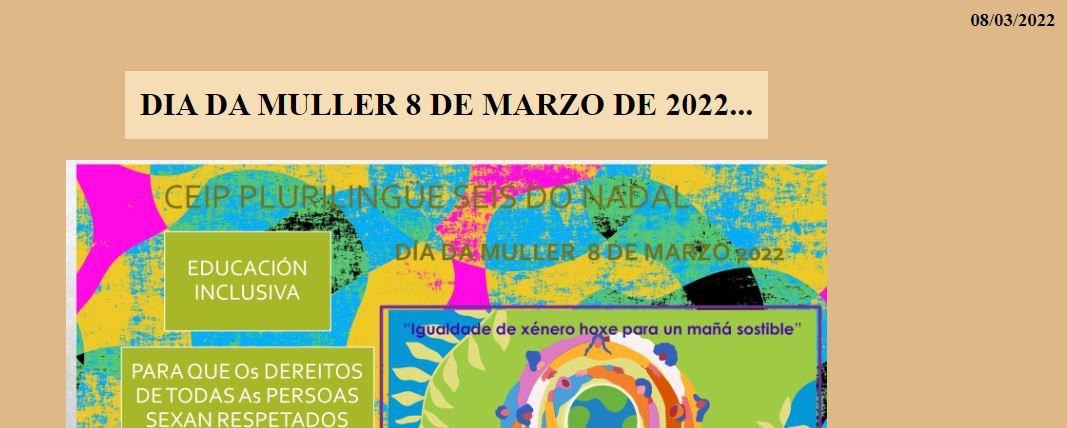 08/03/2022
DIA DA MULLER 8 DE MARZO DE 2022...
CEIP PLURILINGÜE SEIS DO NADAL
DÍA DA MULLER 8 DE MARZO 2022
EDUCACIÓN
INCLUSIVA
"Igualdade de xénero hoxe para un mañá sostible"
PARA QUE Os DEREITOS
DE TODAS As PERSOAS
SEXAN RESPETADOS